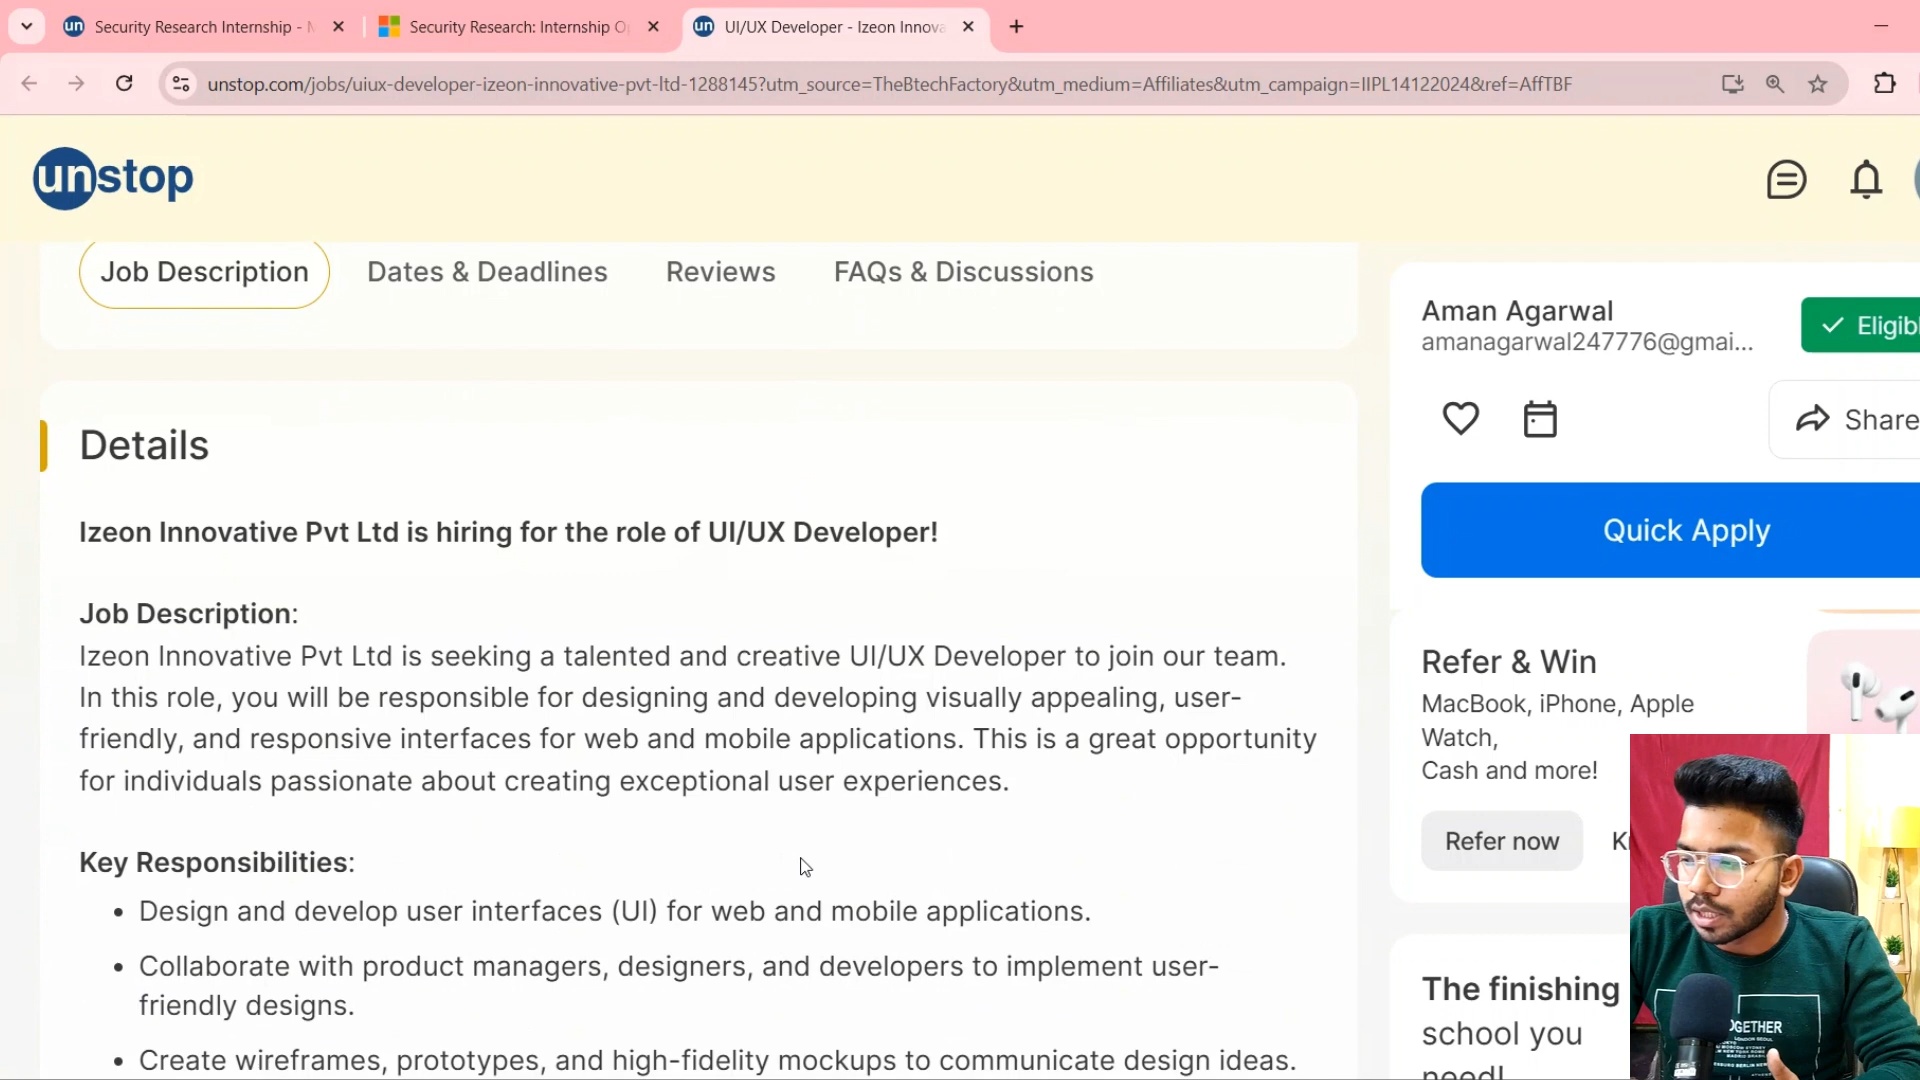 un Security Research Internship - M
Security Research: Internship O
un UI/UX Developer - Izeon Innova
unstop.com/jobs/uiux-developer-izeon-innovative-pvt-ltd-1288145?utm_source=TheBtechFactory&utm_medium=Affiliates&utm_campaign=IIPL14122024&ref=AffTBF
unstop
Job Description Dates & Deadlines Reviews FAQs & Discussions
Details
Izeon Innovative Pvt Ltd is hiring for the role of UI/UX Developer!
Job Description:
Izeon Innovative Pvt Ltd is seeking a talented and creative UI/UX Developer to join our team.
In this role, you will be responsible for designing and developing visually appealing, user-
friendly, and responsive interfaces for web and mobile applications. This is a great opportunity
for individuals passionate about creating exceptional user experiences.
Key Responsibilities:
• Design and develop user interfaces (UI) for web and mobile applications.
• Collaborate with product managers, designers, and developers to implement user-
friendly designs.
• Create wireframes, prototypes, and high-fidelity mockups to communicate design ideas.
Aman Agarwal
amanagarwal247776@gmai...
Eligib
Share
Quick Apply
Refer & Win
MacBook, iPhone, Apple
Watch,
Cash and more!
Refer now
The finishing
school you
need!
OGETHER